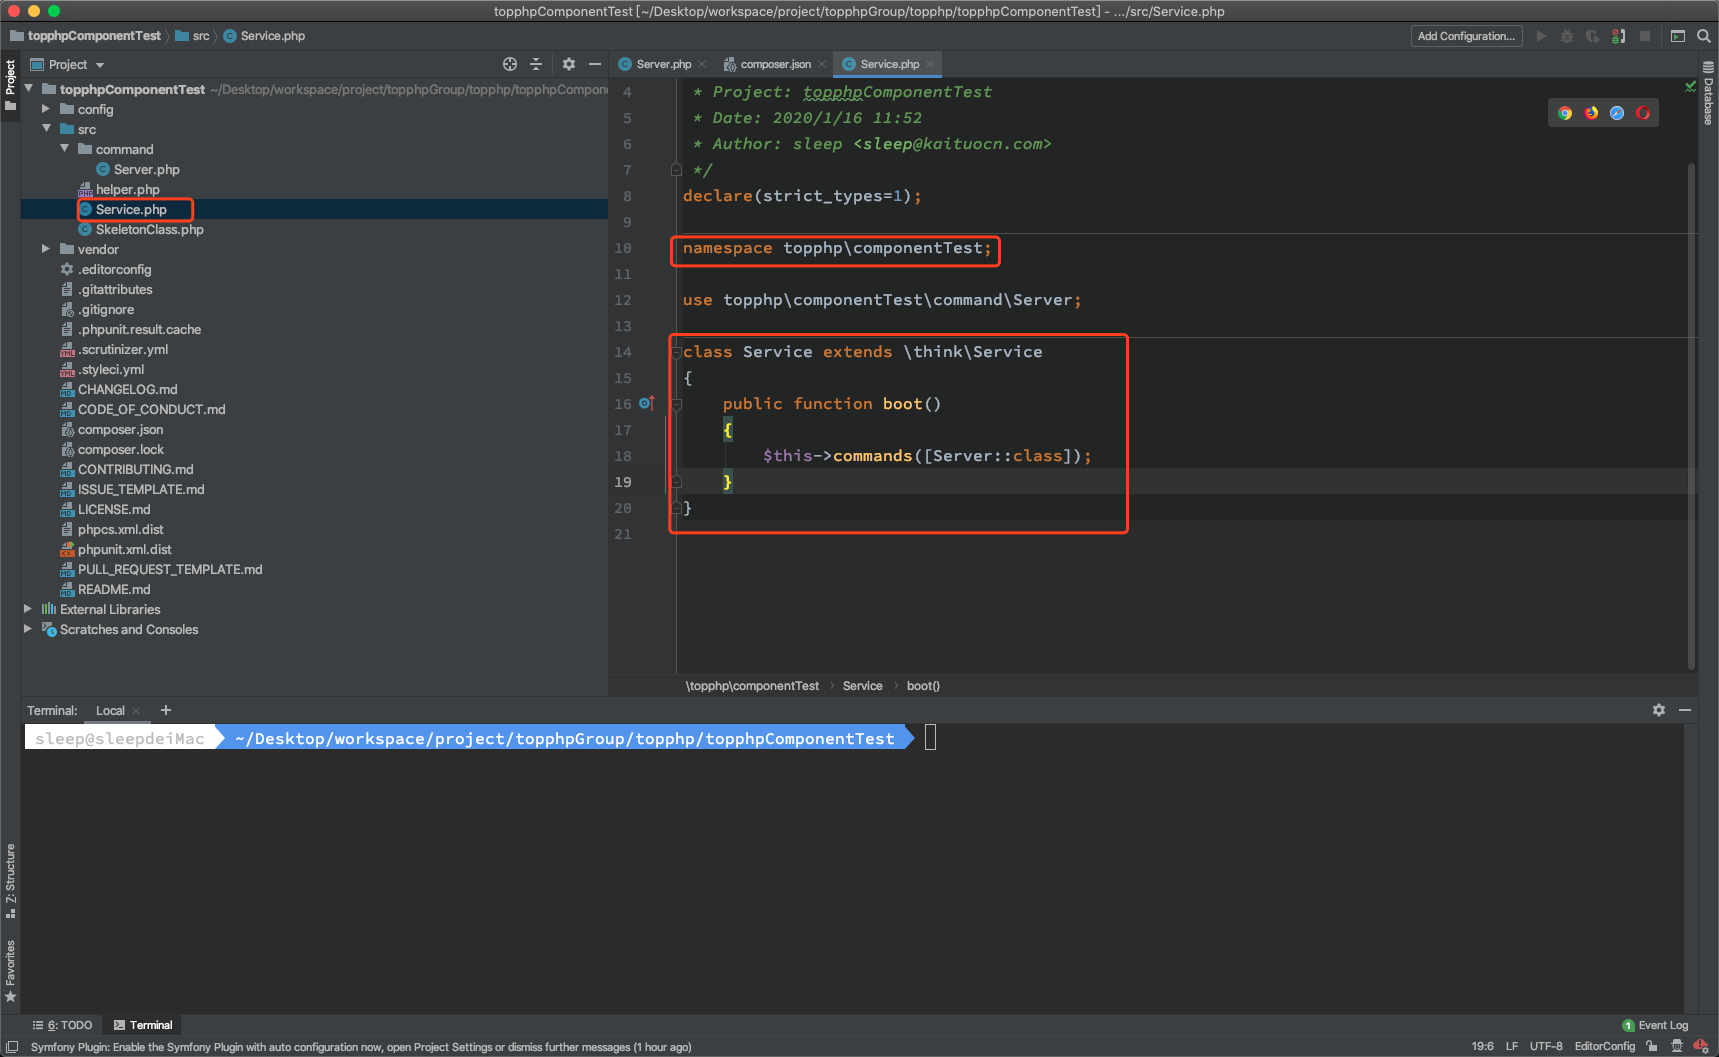 topphpComponentTest [~/Desktop/workspace/project/topphpGroup/topphp/topphpComponentTest] - .../src/Service.php
topphpComponentTest
src
Service.php
Add Configuration...
Project
Project
Server.php
composer.json
Service.php
Database
topphpComponentTest ~/Desktop/workspace/project/topphpGroup/topphp/topphpCompon
config
src
command
Server.php
helper.php
Service.php
SkeletonClass.php
vendor
.editorconfig
.gitattributes
.gitignore
.phpunit.result.cache
.scrutinizer.yml
.styleci.yml
CHANGELOG.md
CODE_OF_CONDUCT.md
composer.json
composer.lock
CONTRIBUTING.md
ISSUE_TEMPLATE.md
LICENSE.md
phpcs.xml.dist
phpunit.xml.dist
PULL_REQUEST_TEMPLATE.md
README.md
External Libraries
Scratches and Consoles
4 * Project: topphpComponentTest
5 * Date: 2020/1/16 11:52
6 * Author: sleep <sleep@kaituocn.com>
7 */
8 declare(strict_types=1);
9
10 namespace topphp\componentTest;
11
12 use topphp\componentTest\command\Server;
13
14 class Service extends \think\Service
15 {
16 public function boot()
17 {
18 $this->commands([Server::class]);
19 }
20 }
21
\topphp\componentTest
Service
boot()
Terminal:
Local
+
sleep@sleepdeiMac ~/Desktop/workspace/project/topphpGroup/topphp/topphpComponentTest
Z: Structure
Favorites
6: TODO
Terminal
1 Event Log
Symfony Plugin: Enable the Symfony Plugin with auto configuration now, open Project Settings or dismiss further messages (1 hour ago)
19:6
LF
UTF-8
EditorConfig